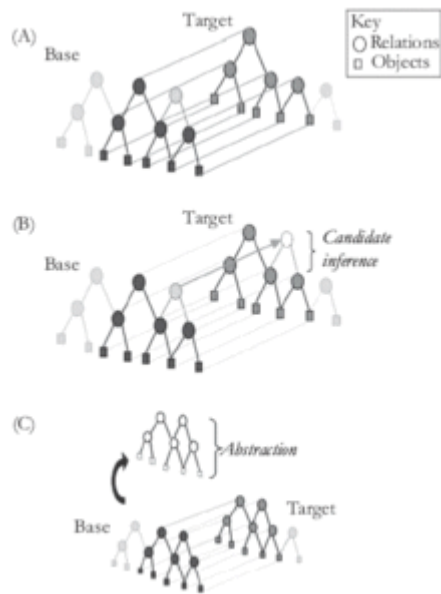 (A)
Target
Key
Relations
Objects
Base
(B)
Target
Candidate
inference
Base
(C)
Abstraction
Base
Target